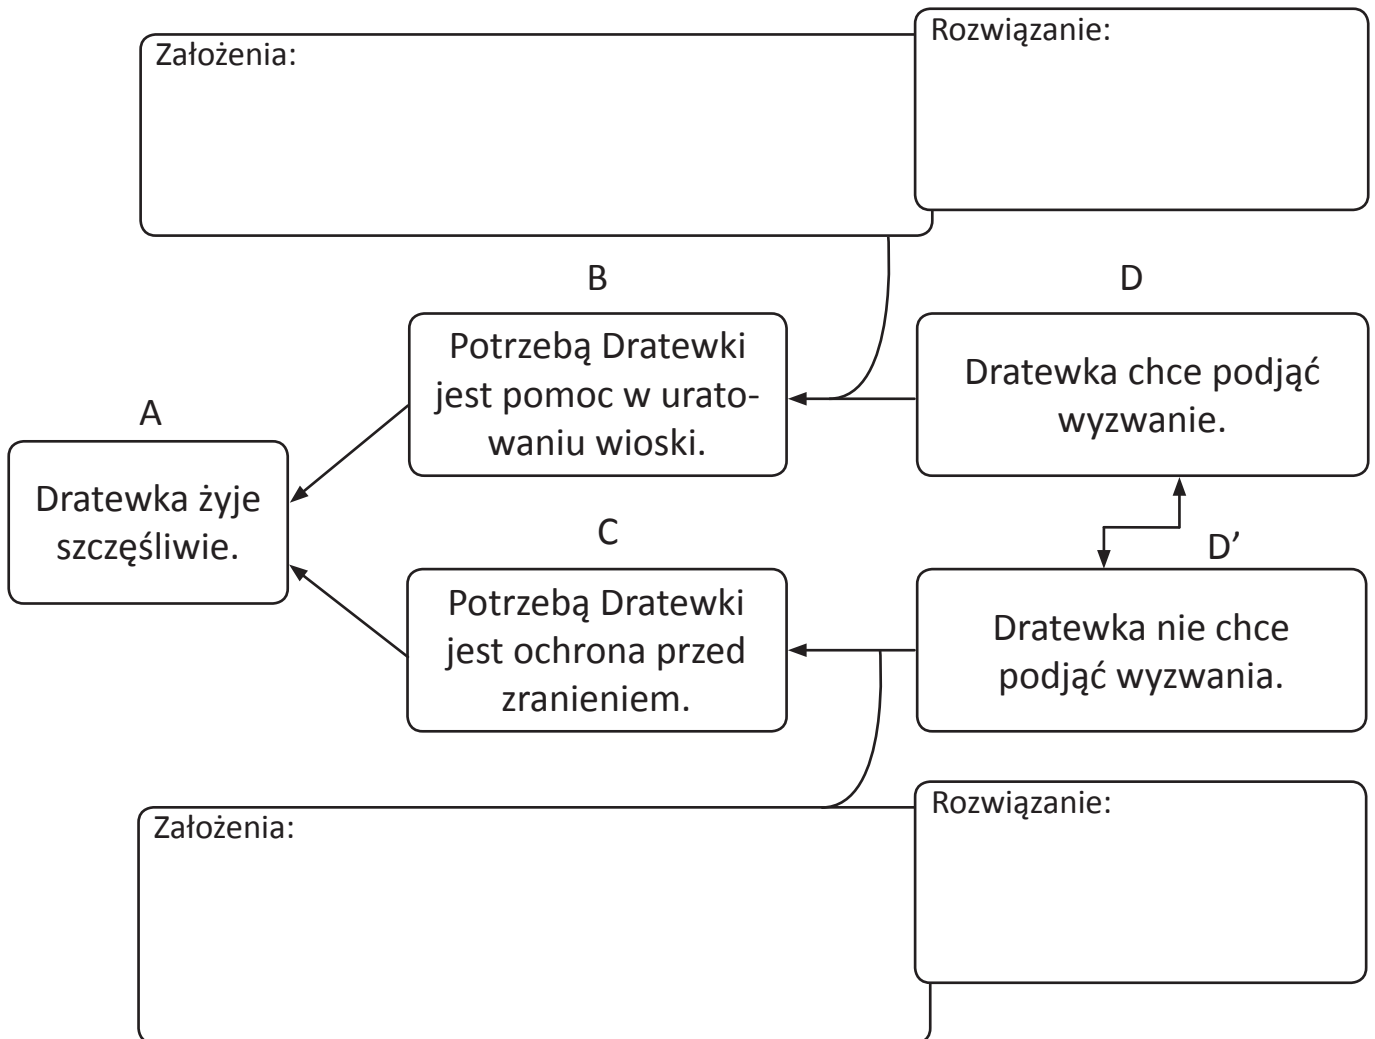 Założenia:
Rozwiązanie:
B
D
Potrzebą Dratewki
jest pomoc w urato-
waniu wioski.
Dratewka chce podjąć
wyzwanie.
A
Dratewka żyje
szczęśliwie.
C
D’
Potrzebą Dratewki
jest ochrona przed
zranieniem.
Dratewka nie chce
podjąć wyzwania.
Założenia:
Rozwiązanie: